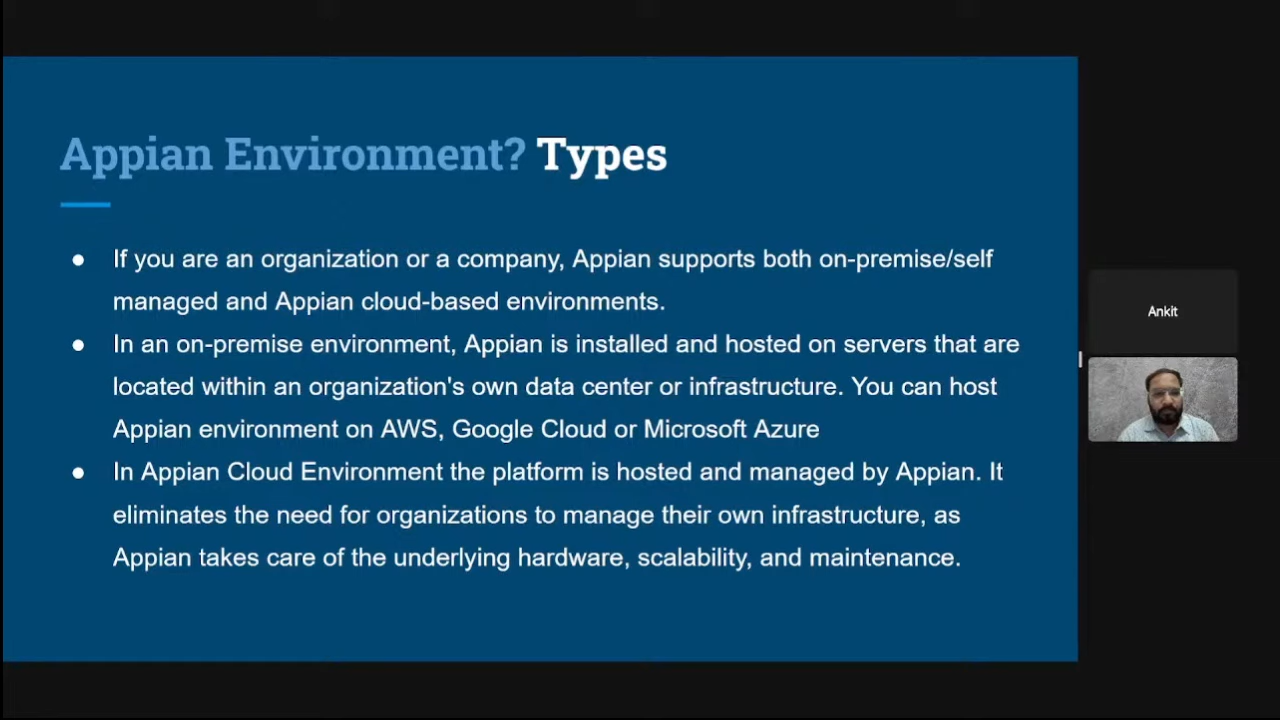 Appian Environment? Types
● If you are an organization or a company, Appian supports both on-premise/self
managed and Appian cloud-based environments.
● In an on-premise environment, Appian is installed and hosted on servers that are
located within an organization's own data center or infrastructure. You can host
Appian environment on AWS, Google Cloud or Microsoft Azure
● In Appian Cloud Environment the platform is hosted and managed by Appian. It
eliminates the need for organizations to manage their own infrastructure, as
Appian takes care of the underlying hardware, scalability, and maintenance.
Ankit